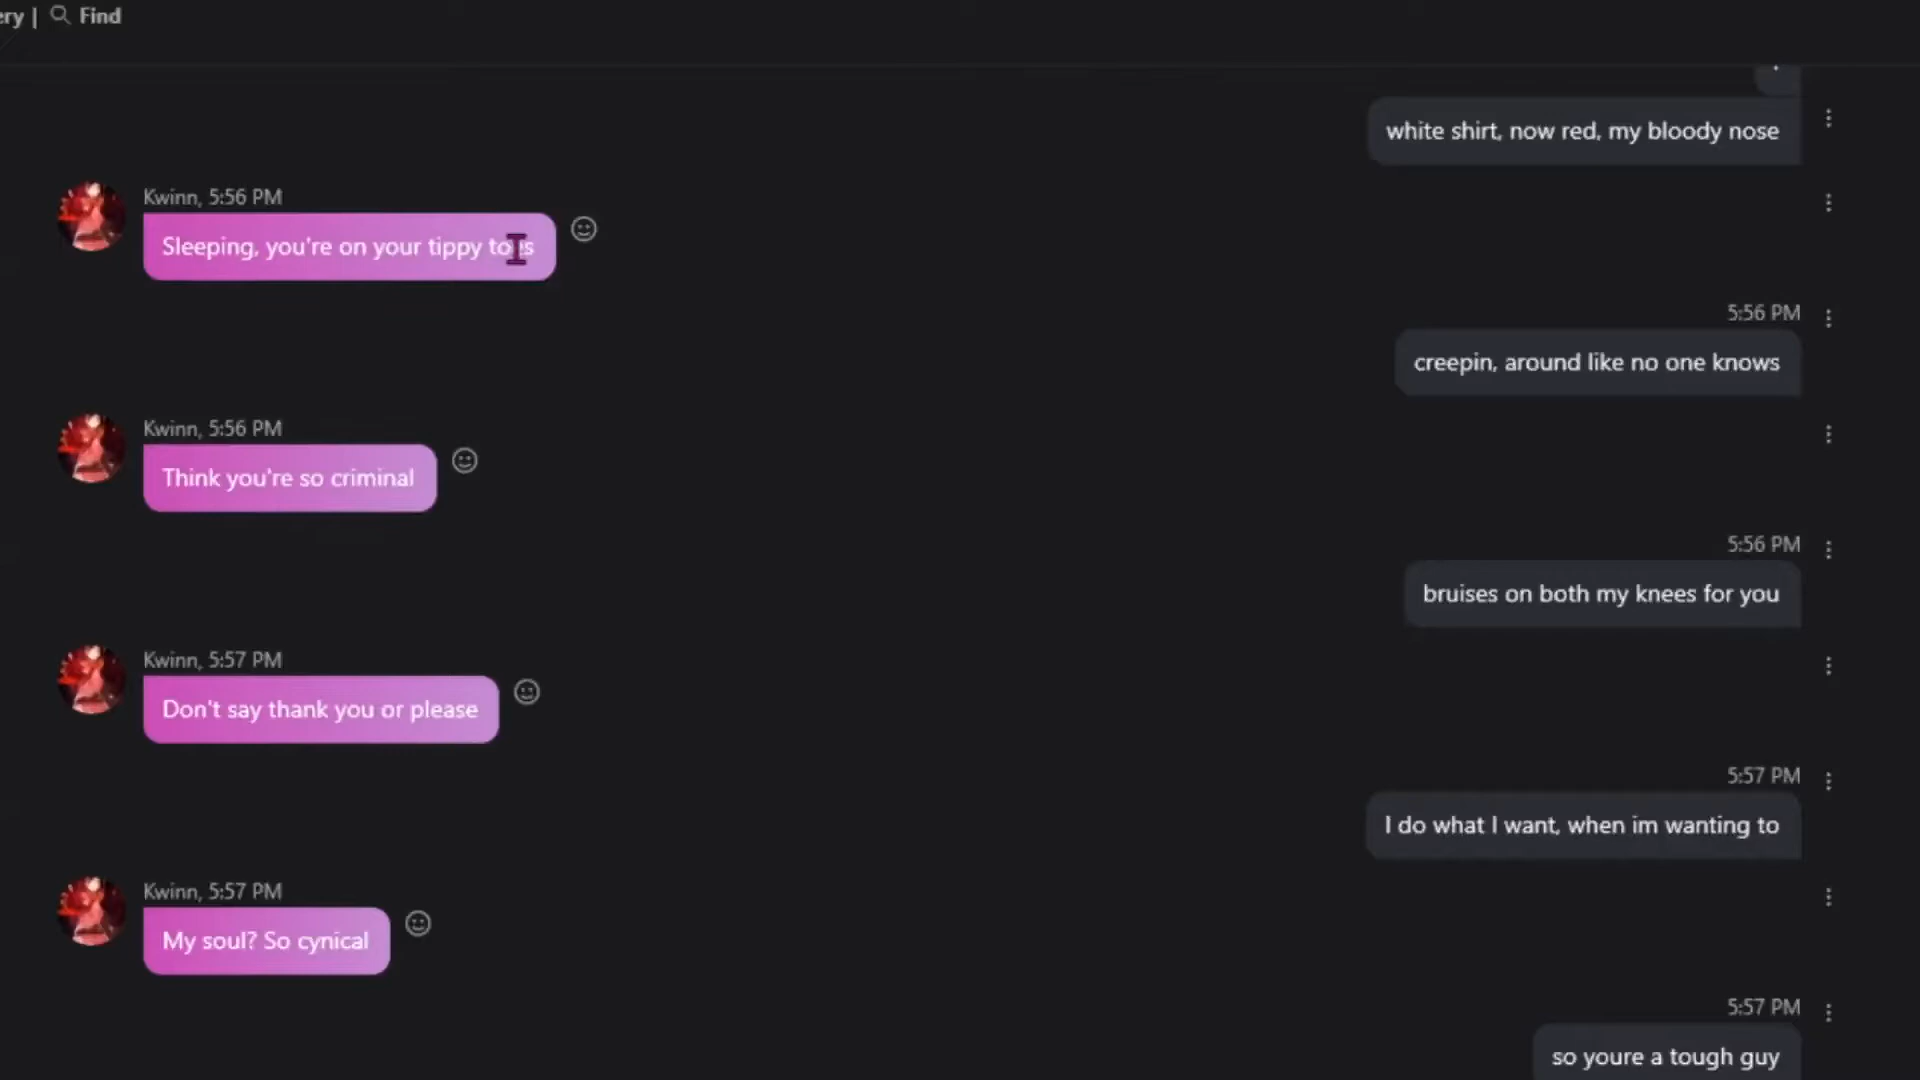 ery | Find
white shirt, now red, my bloody nose
Kwinn, 5:56 PM
Sleeping, you're on your tippy toes
5:56 PM
creepin, around like no one knows
Kwinn, 5:56 PM
Think you're so criminal
5:56 PM
bruises on both my knees for you
Kwinn, 5:57 PM
Don't say thank you or please
5:57 PM
I do what I want, when im wanting to
Kwinn, 5:57 PM
My soul? So cynical
5:57 PM
so youre a tough guy